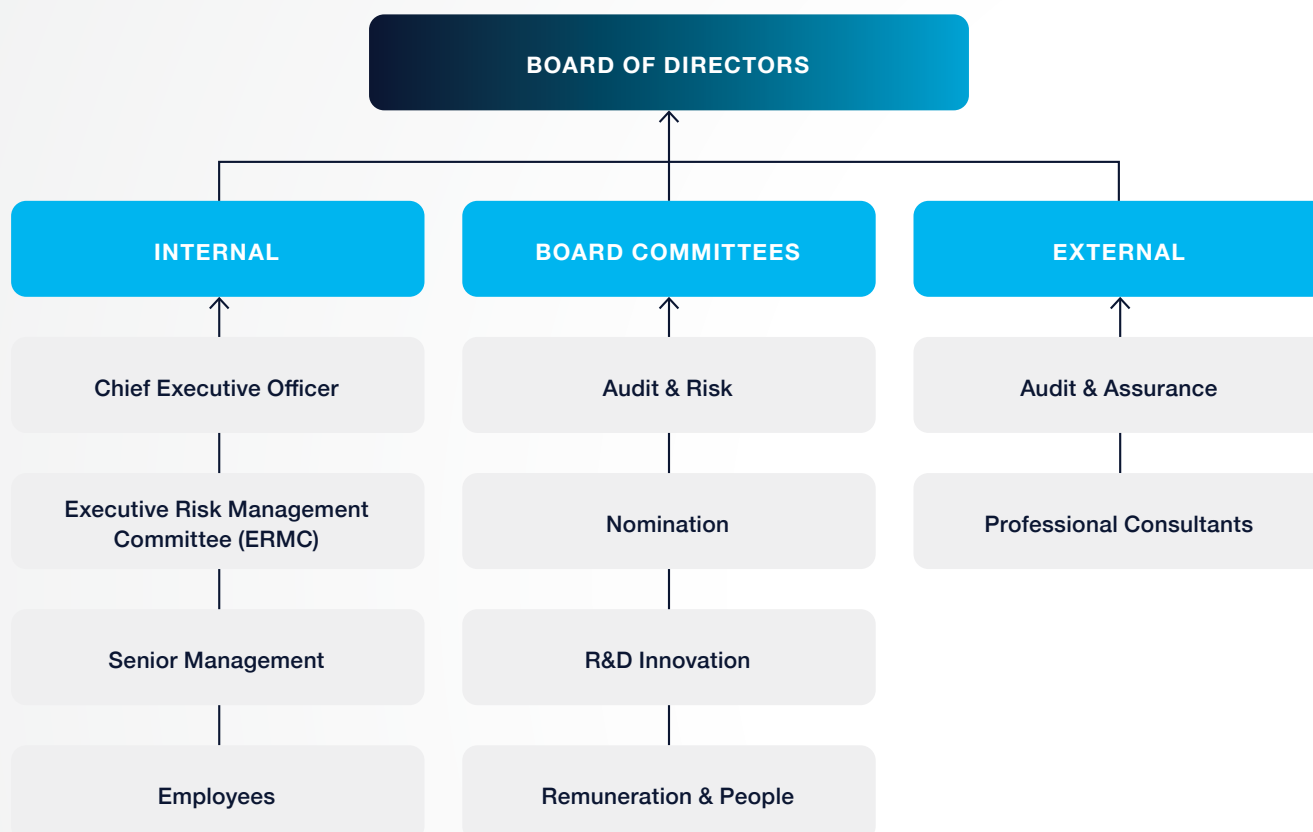 BOARD OF DIRECTORS
INTERNAL
Chief Executive Officer
Executive Risk Management
Committee (ERMC)
Senior Management
Employees
BOARD COMMITTEES
Audit & Risk
Nomination
R&D Innovation
Remuneration & People
EXTERNAL
Audit & Assurance
Professional Consultants